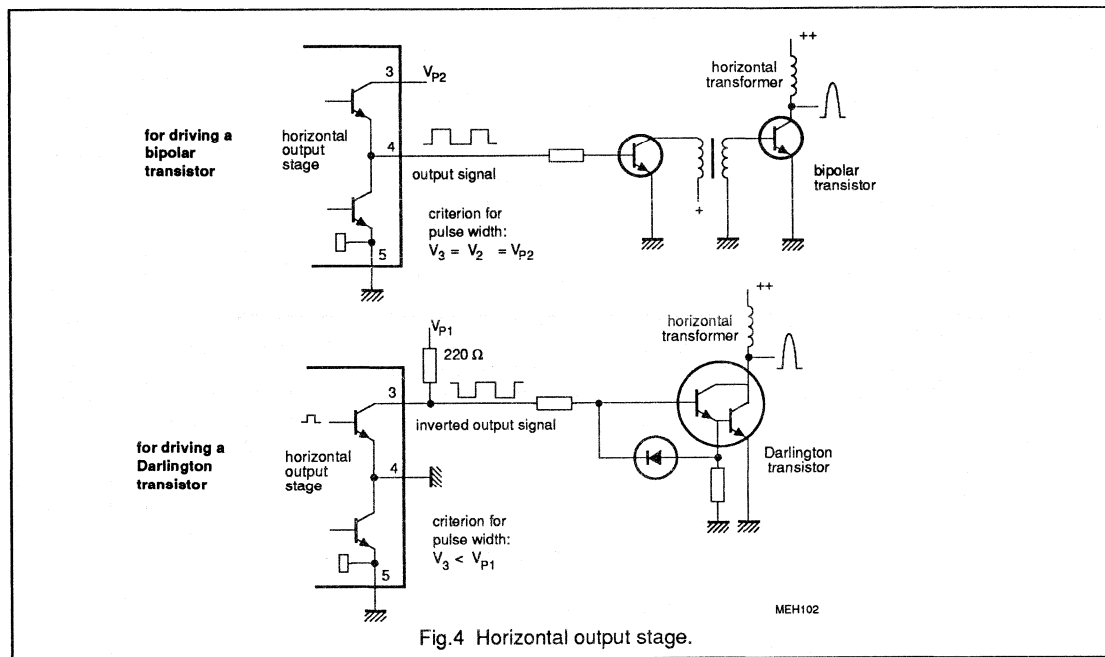 ++
horizontal
transformer
3
V_P2
for driving a
bipolar
transistor
horizontal
output
stage
4
output signal
bipolar
transistor
+
criterion for
pulse width:
V_3 = V_2 = V_P2
5
++
horizontal
transformer
V_P1
220 Ω
3
inverted output signal
for driving a
Darlington
transistor
horizontal
output
stage
4
Darlington
transistor
criterion for
pulse width:
V_3 < V_P1
5
MEH102
Fig.4 Horizontal output stage.